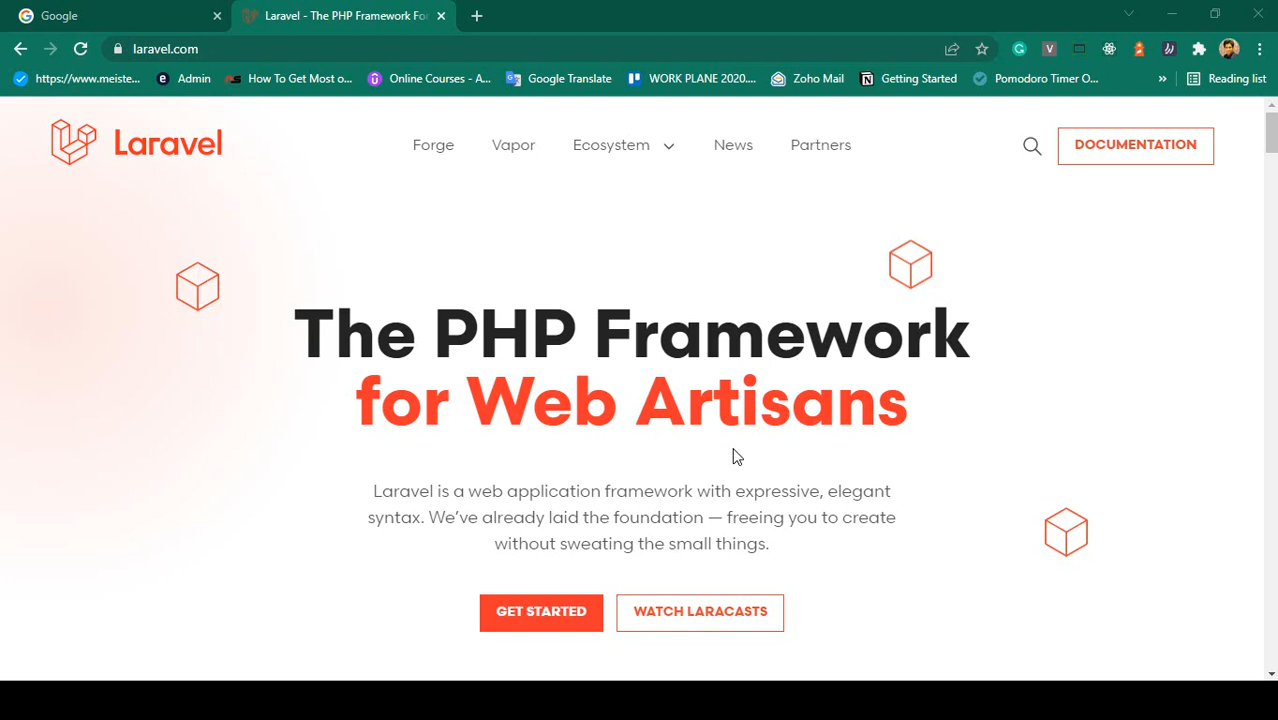 Google
Laravel - The PHP Framework Fo
laravel.com
https://www.meiste...
Admin
How To Get Most o...
Online Courses - A...
Google Translate
WORK PLANE 2020....
Zoho Mail
Getting Started
Pomodoro Timer O...
»
Reading list
Laravel
Forge
Vapor
Ecosystem
News
Partners
DOCUMENTATION
The PHP Framework
for Web Artisans
Laravel is a web application framework with expressive, elegant
syntax. We’ve already laid the foundation — freeing you to create
without sweating the small things.
GET STARTED
WATCH LARACASTS